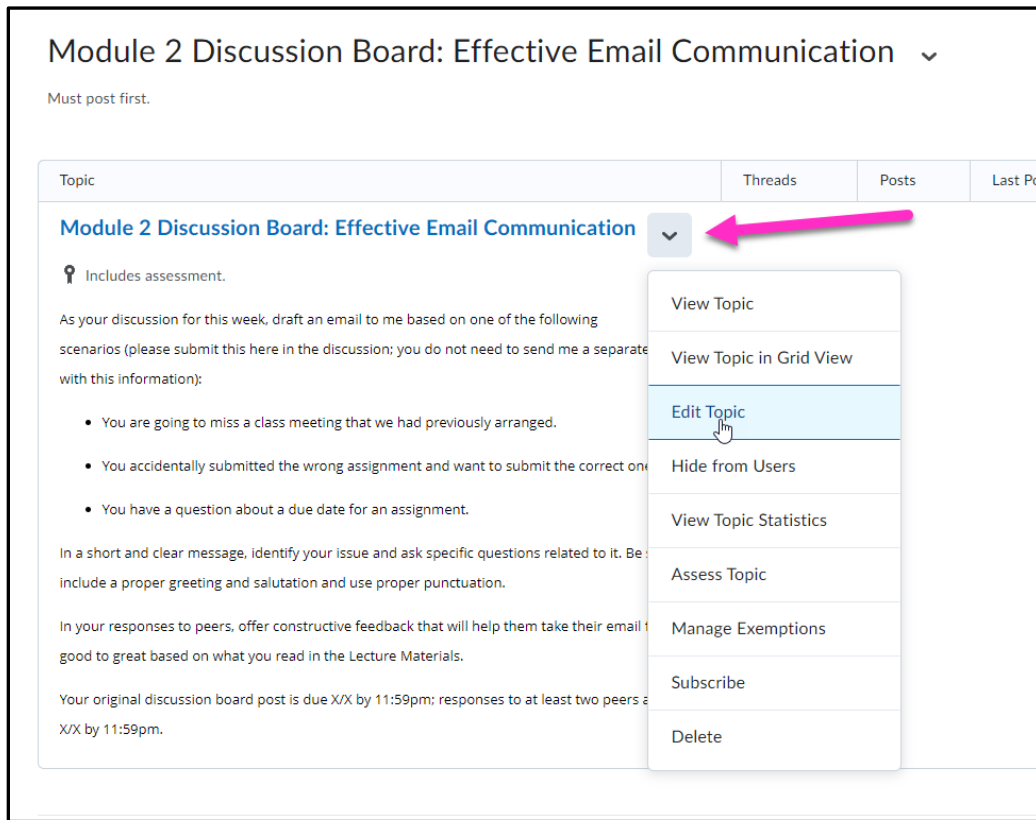 Module 2 Discussion Board: Effective Email Communication
Must post first.
Topic Threads Posts Last
Module 2 Discussion Board: Effective Email Communication
Includes assessment.
As your discussion for this week, draft an email to me based on one of the following
scenarios (please submit this here in the discussion; you do not need to send me a separate
with this information):
• You are going to miss a class meeting that we had previously arranged.
• You accidentally submitted the wrong assignment and want to submit the correct
• You have a question about a due date for an assignment.
In a short and clear message, identify your issue and ask specific questions related to it. Be
include a proper greeting and salutation and use proper punctuation.
In your responses to peers, offer constructive feedback that will help them take their email
good to great based on what you read in the Lecture Materials.
Your original discussion board post is due X/X by 11:59pm; responses to at least two peers
X/X by 11:59pm.
View Topic
View Topic in Grid View
Edit Topic
Hide from Users
View Topic Statistics
Assess Topic
Manage Exemptions
Subscribe
Delete